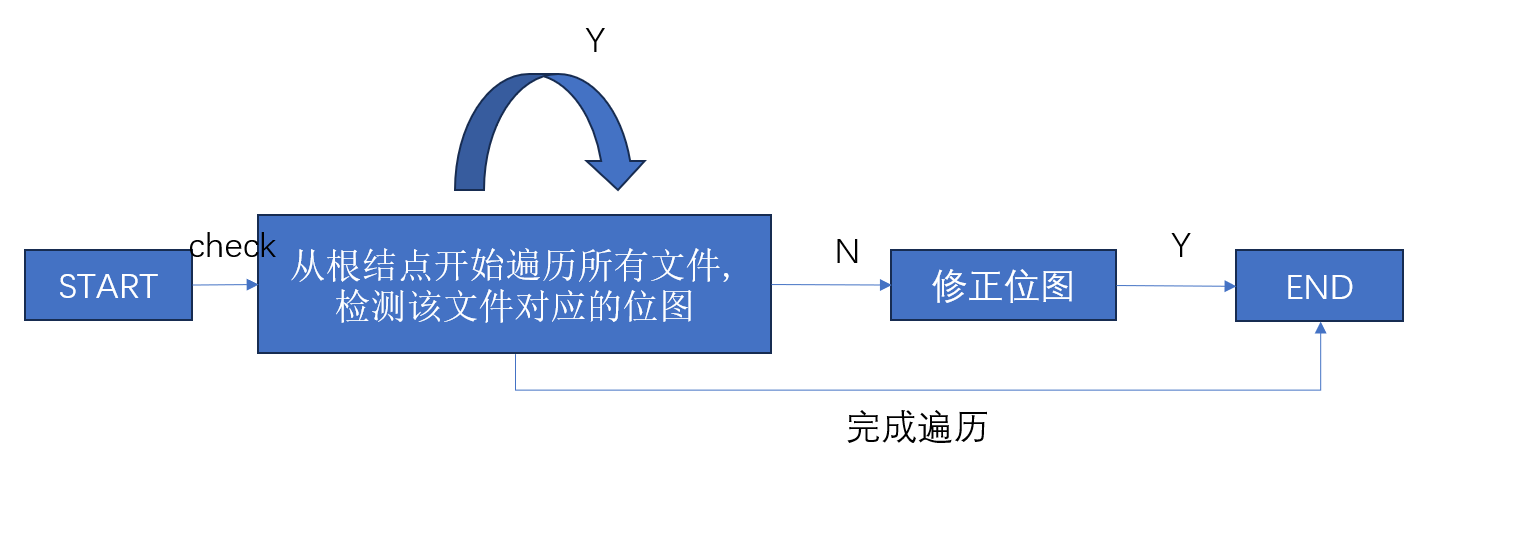 Y
START
check
从根结点开始遍历所有文件,
检测该文件对应的位图
N
修正位图
Y
END
完成遍历